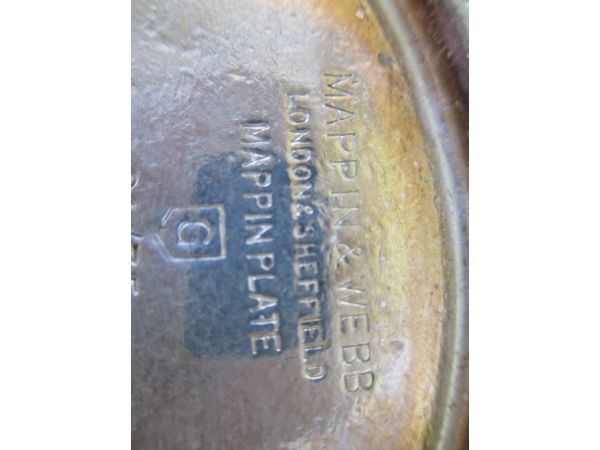 MAPPIN & WEBB
LONDON & SHEFFIELD
MAPPIN PLATE
G